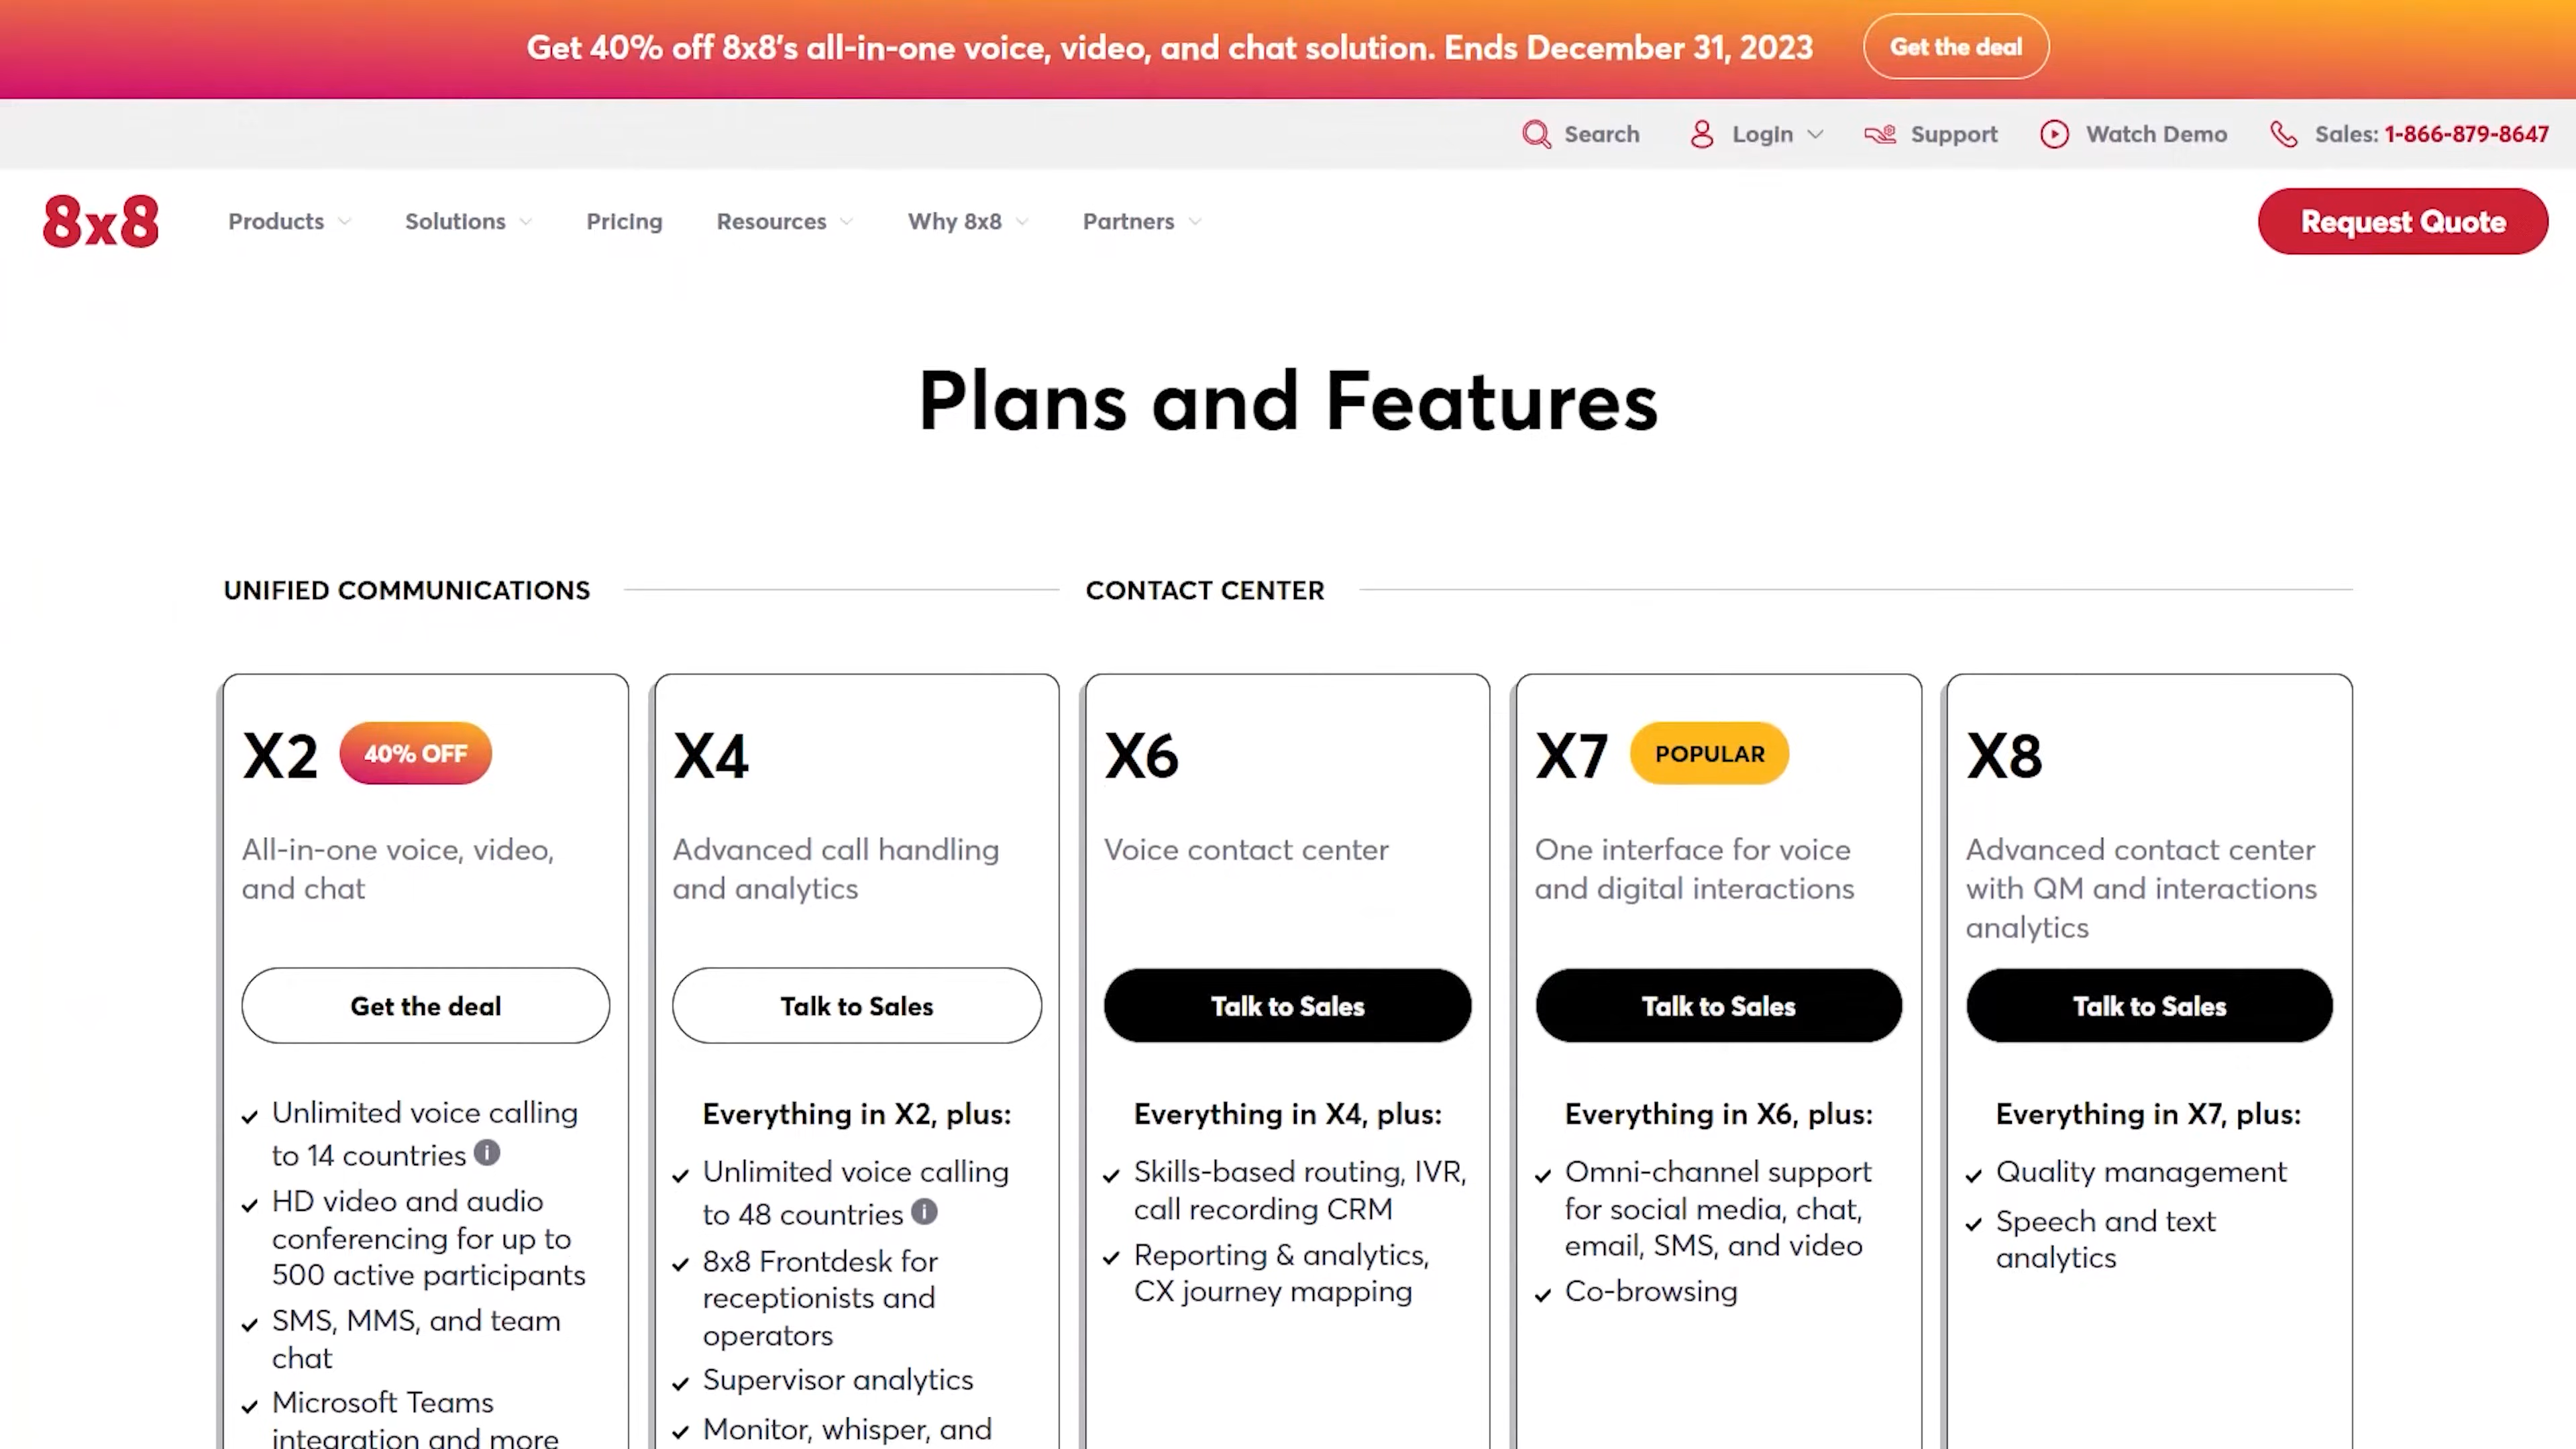 Get 40% off 8x8's all-in-one voice, video, and chat solution. Ends December 31, 2023
Get the deal
Search
Login
Support
Watch Demo
Sales: 1-866-879-8647
8x8
Products
Solutions
Pricing
Resources
Why 8x8
Partners
Request Quote
Plans and Features
UNIFIED COMMUNICATIONS
CONTACT CENTER
X2
40% OFF
All-in-one voice, video,
and chat
Get the deal
Unlimited voice calling
to 14 countries
HD video and audio
conferencing for up to
500 active participants
SMS, MMS, and team
chat
Microsoft Teams
integration and more
X4
Advanced call handling
and analytics
Talk to Sales
Everything in X2, plus:
Unlimited voice calling
to 48 countries
8x8 Frontdesk for
receptionists and
operators
Supervisor analytics
Monitor, whisper, and
X6
Voice contact center
Talk to Sales
Everything in X4, plus:
Skills-based routing, IVR,
call recording CRM
Reporting & analytics,
CX journey mapping
X7
POPULAR
One interface for voice
and digital interactions
Talk to Sales
Everything in X6, plus:
Omni-channel support
for social media, chat,
email, SMS, and video
Co-browsing
X8
Advanced contact center
with QM and interactions
analytics
Talk to Sales
Everything in X7, plus:
Quality management
Speech and text
analytics